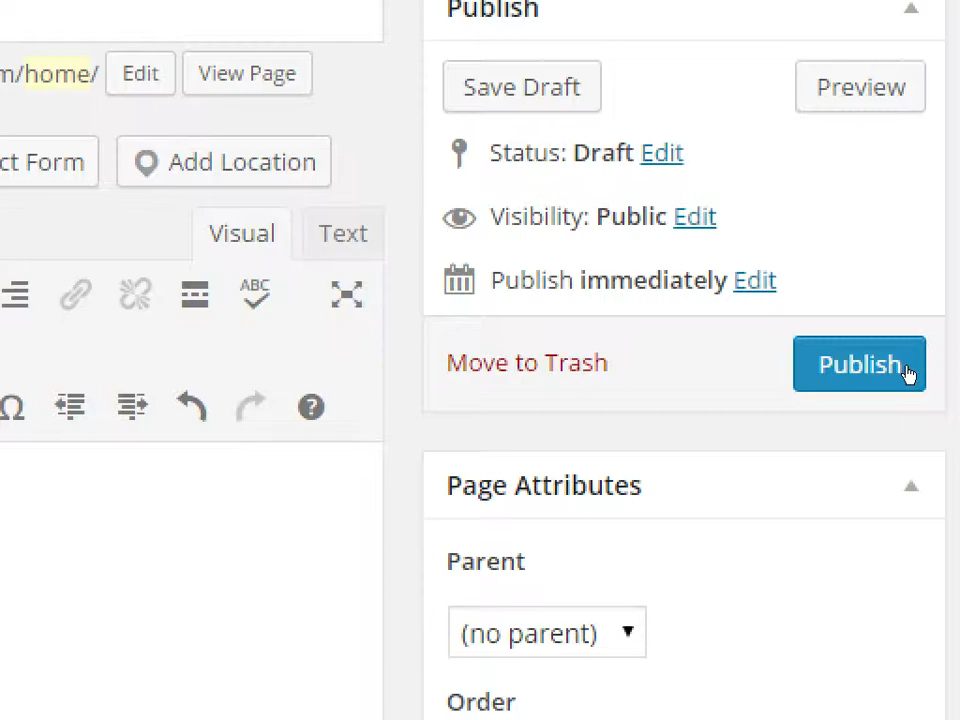 Publish
m/home/ Edit View Page
Save Draft Preview
Status: Draft Edit
ct Form Add Location
Visibility: Public Edit
Visual Text
Publish immediately Edit
ABC
Move to Trash Publish
Ω ?
Page Attributes
Parent
(no parent)
Order